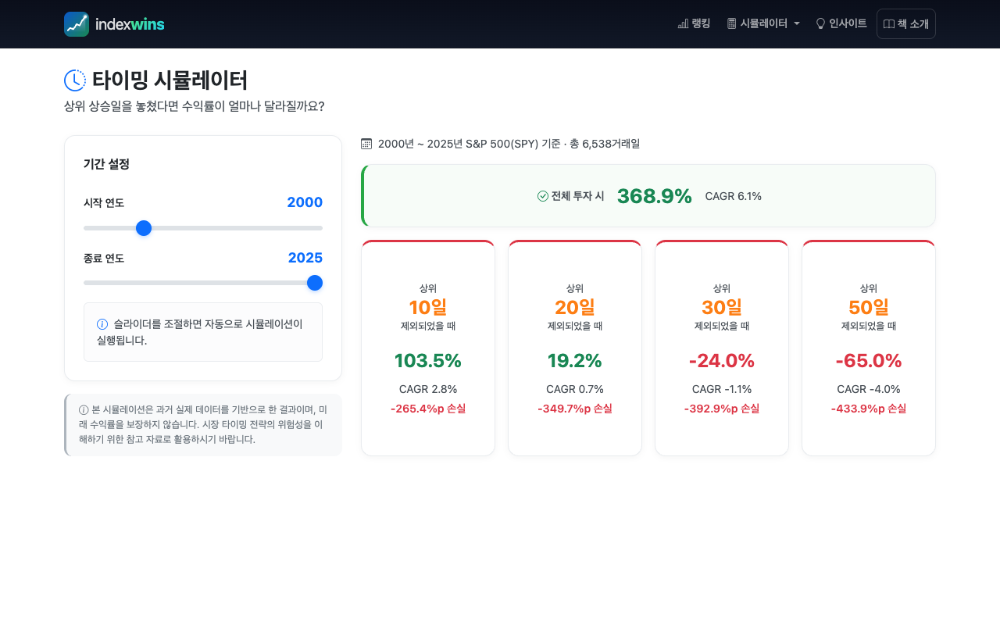 indexwins
랭킹
시뮬레이터
인사이트
책 소개
타이밍 시뮬레이터
상위 상승일을 놓쳤다면 수익률이 얼마나 달라질까요?
기간 설정
시작 연도 2000
종료 연도 2025
슬라이더를 조절하면 자동으로 시뮬레이션이
실행됩니다.
본 시뮬레이션은 과거 실제 데이터를 기반으로 한 결과이며, 미
래 수익률을 보장하지 않습니다. 시장 타이밍 전략의 위험성을 이
해하기 위한 참고 자료로 활용하시기 바랍니다.
2000년 ~ 2025년 S&P 500(SPY) 기준 · 총 6,538거래일
전체 투자 시 368.9% CAGR 6.1%
상위
10일
제외되었을 때
103.5%
CAGR 2.8%
-265.4%p 손실
상위
20일
제외되었을 때
19.2%
CAGR 0.7%
-349.7%p 손실
상위
30일
제외되었을 때
-24.0%
CAGR -1.1%
-392.9%p 손실
상위
50일
제외되었을 때
-65.0%
CAGR -4.0%
-433.9%p 손실